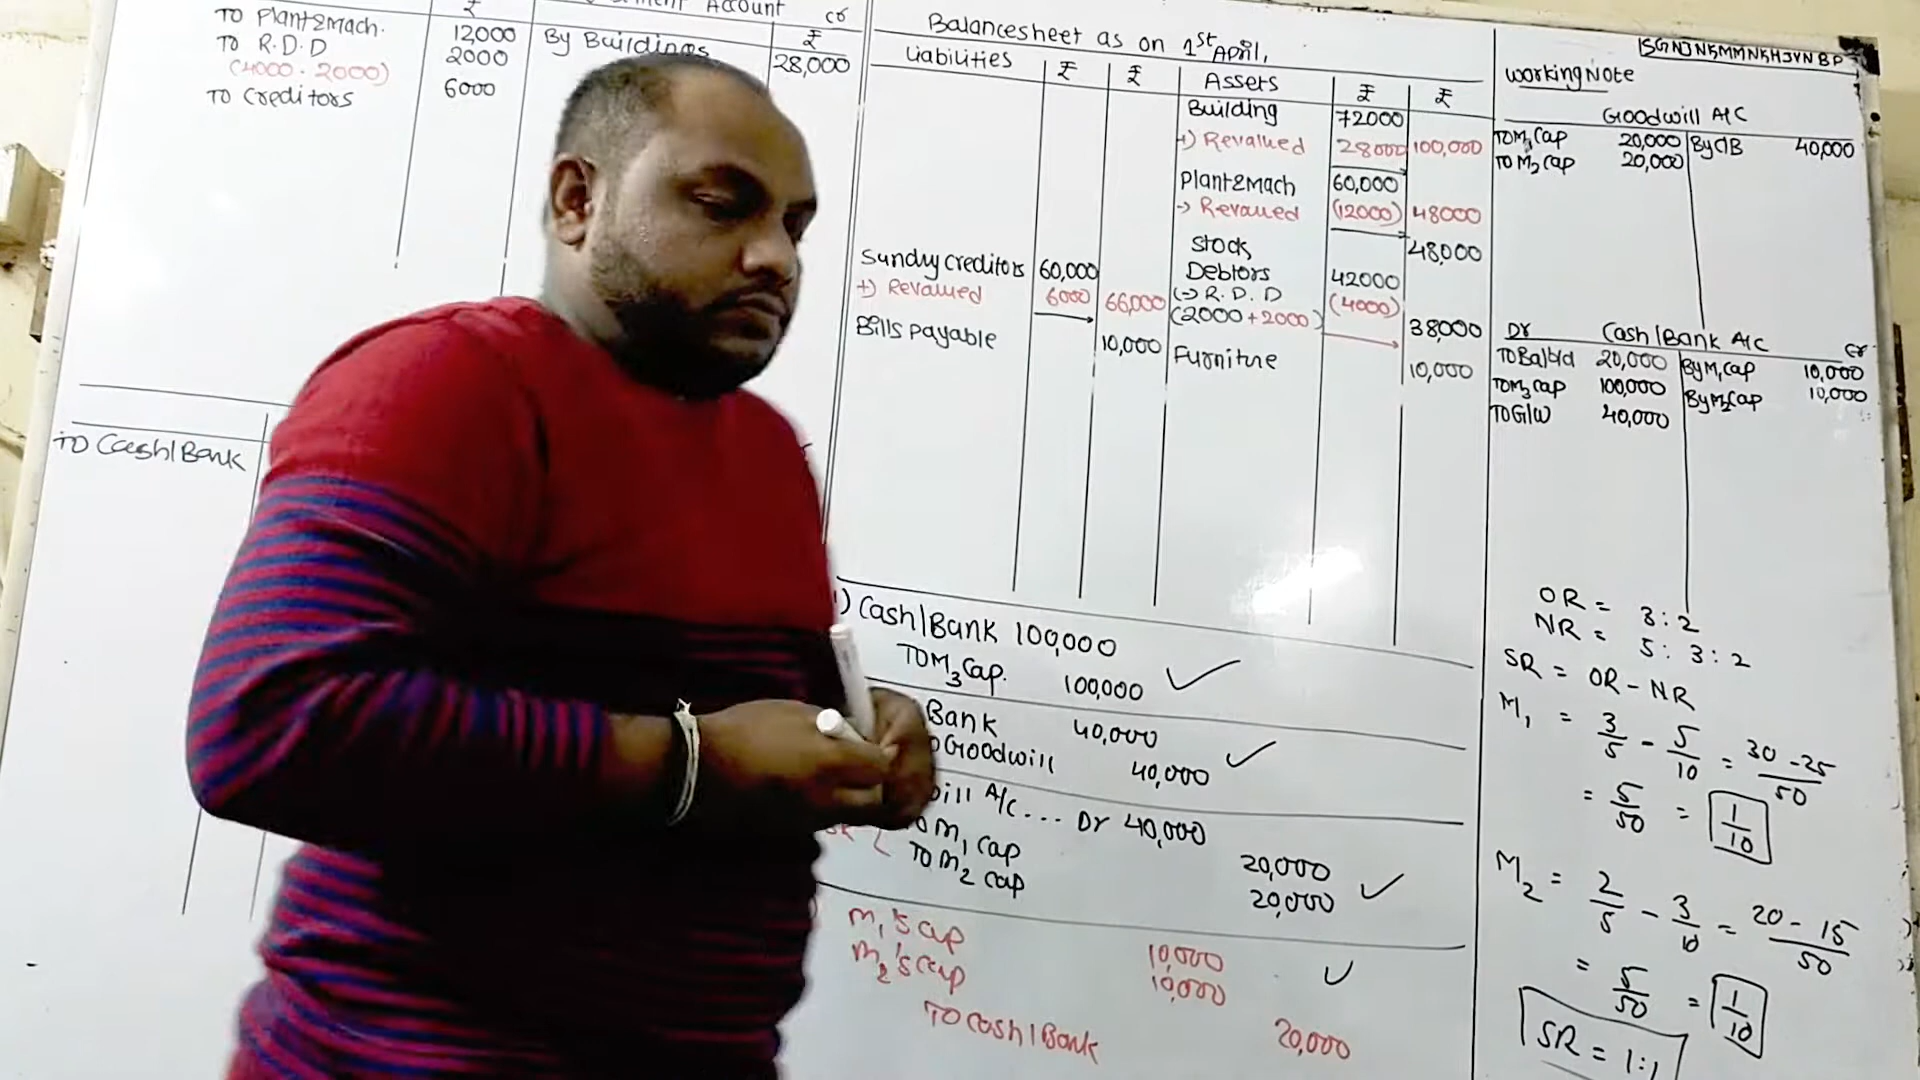 Account Cr
₹ ₹
To Plant&Mach. 12000 By Buildings 28,000
To R.D.D 2000
(4000-2000)
To Creditors 6000
To Cash/Bank
Balancesheet as on 1st April,
Liabilities ₹ ₹ Assets ₹ ₹
Building 72000
+) Revalued 28000 100,000
Plant&Mach 60,000
-) Revalued (12000) 48000
Stock 48,000
Sundry creditors 60,000 Debtors 42000
+) Revalued 6000 66,000 (-) R.D.D (4000)
(2000+2000) 38000
Bills payable 10,000 Furniture 10,000
) Cash/Bank 100,000
To M3 Cap. 100,000
Bank 40,000
o Goodwill 40,000
ill A/c... Dr 40,000
o M1 Cap 20,000
To M2 Cap 20,000
M1's Cap 10,000
M2's Cap 10,000
To Cash/Bank 20,000
SGNJNKMMNKHJVNBP
Working Note
Goodwill A/C
To M1 Cap 20,000 By C/B 40,000
To M2 Cap 20,000
Dr Cash/Bank A/C Cr
To Bal b/d 20,000 By M1 Cap 10,000
To M3 Cap 100,000 By M2 Cap 10,000
To G/W 40,000
OR = 3:2
NR = 5:3:2
SR = OR - NR
M1 = 3/5 - 5/10 = 30-25/50
= 5/50 = 1/10
M2 = 2/5 - 3/10 = 20-15/50
= 5/50 = 1/10
SR = 1:1